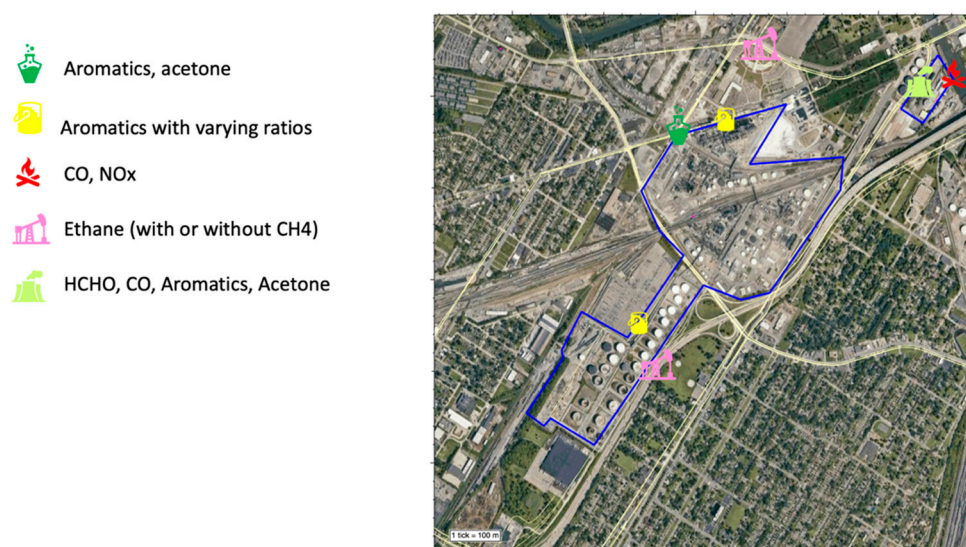 Aromatics, acetone
Aromatics with varying ratios
CO, NOx
Ethane (with or without CH4)
HCHO, CO, Aromatics, Acetone
1 tick = 100 m